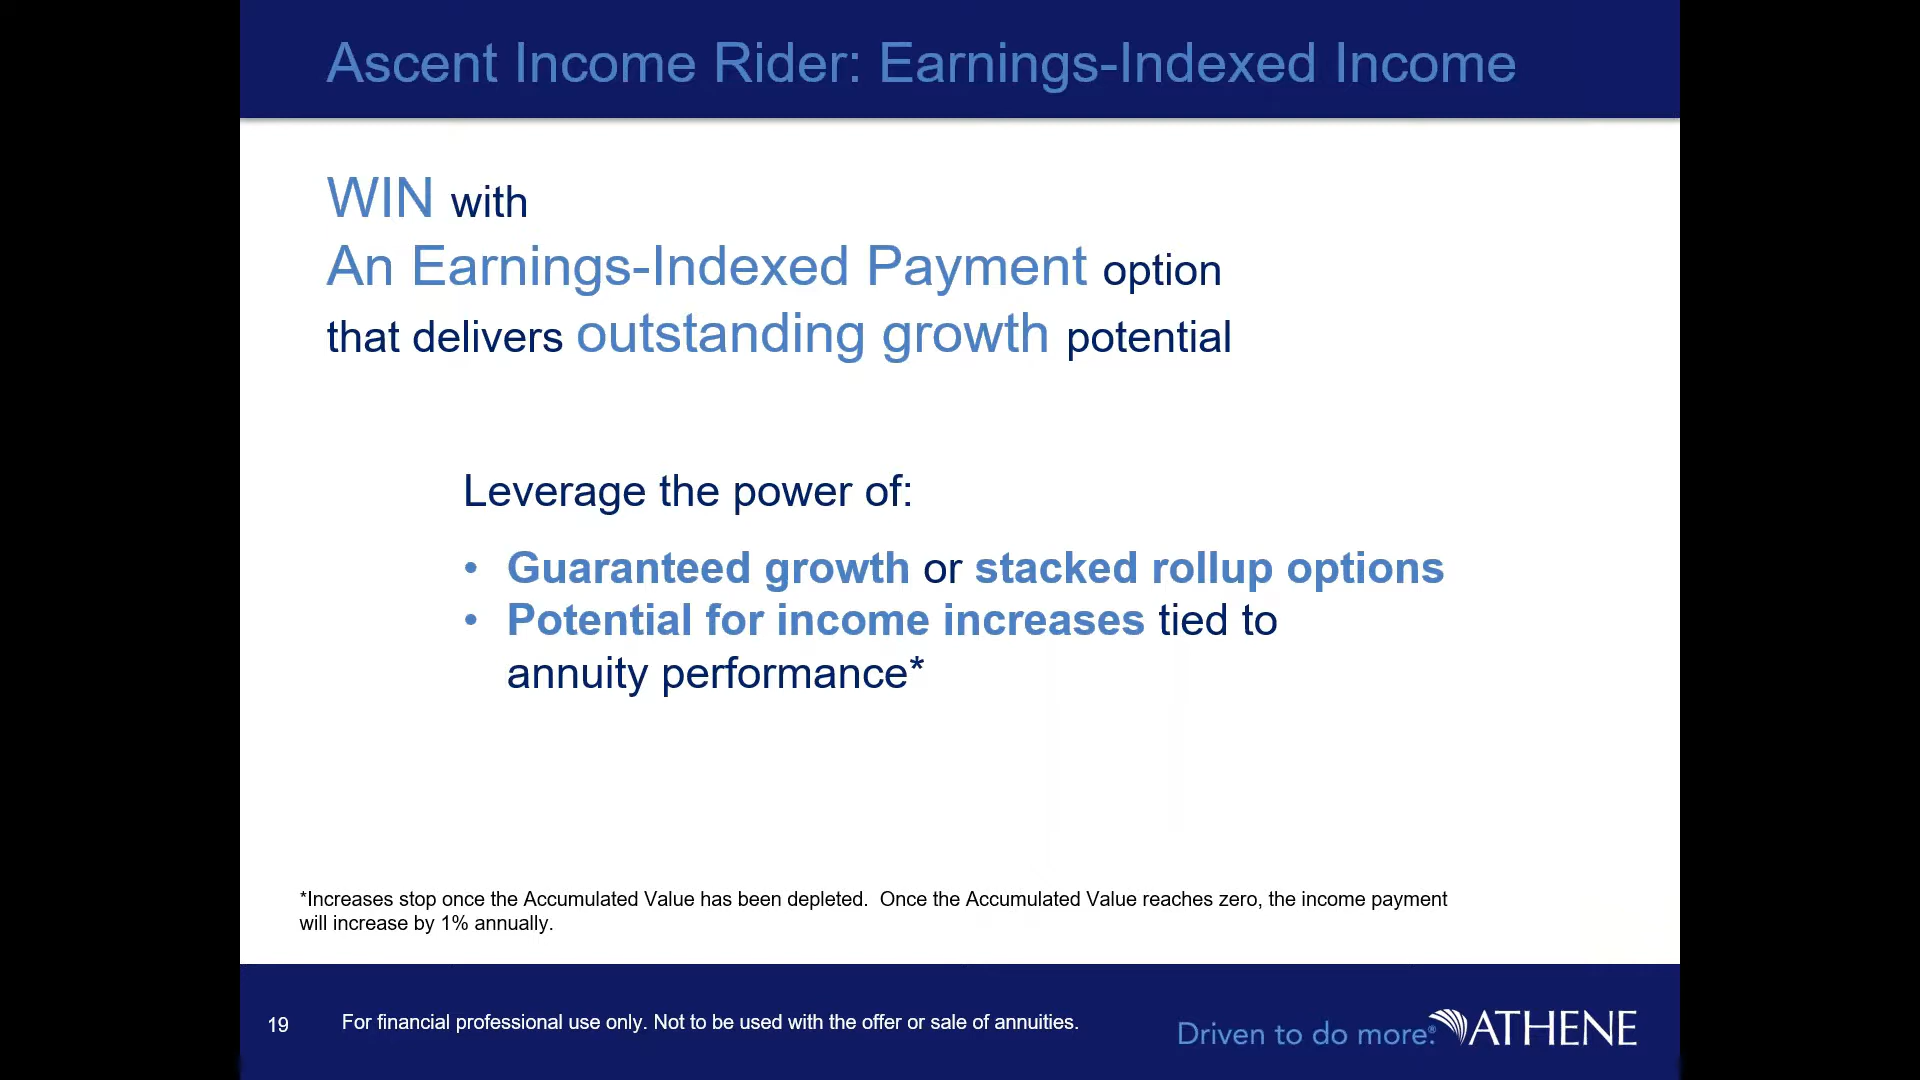 Ascent Income Rider: Earnings-Indexed Income
WIN with
An Earnings-Indexed Payment option
that delivers outstanding growth potential
Leverage the power of:
• Guaranteed growth or stacked rollup options
• Potential for income increases tied to
annuity performance*
*Increases stop once the Accumulated Value has been depleted.  Once the Accumulated Value reaches zero, the income payment
will increase by 1% annually.
19
For financial professional use only. Not to be used with the offer or sale of annuities.
Driven to do more.®
ATHENE